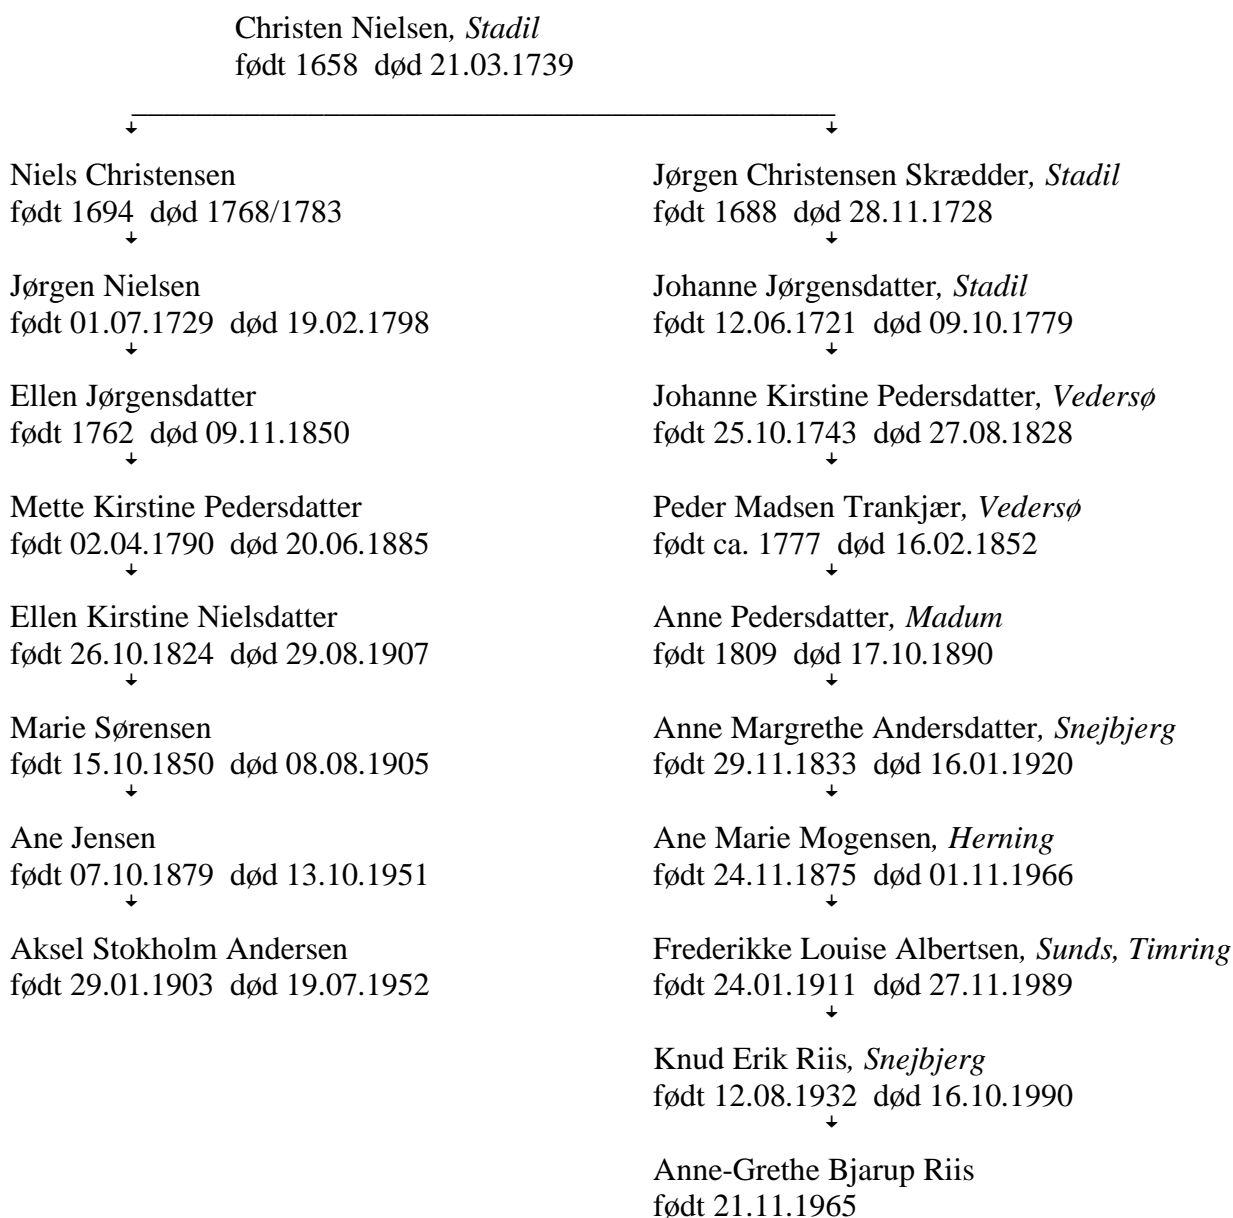 Christen Nielsen, Stadil
født 1658 død 21.03.1739
Niels Christensen
født 1694 død 1768/1783
Jørgen Nielsen
født 01.07.1729 død 19.02.1798
Ellen Jørgensdatter
født 1762 død 09.11.1850
Mette Kirstine Pedersdatter
født 02.04.1790 død 20.06.1885
Ellen Kirstine Nielsdatter
født 26.10.1824 død 29.08.1907
Marie Sørensen
født 15.10.1850 død 08.08.1905
Ane Jensen
født 07.10.1879 død 13.10.1951
Aksel Stokholm Andersen
født 29.01.1903 død 19.07.1952
Jørgen Christensen Skrædder, Stadil
født 1688 død 28.11.1728
Johanne Jørgensdatter, Stadil
født 12.06.1721 død 09.10.1779
Johanne Kirstine Pedersdatter, Vedersø
født 25.10.1743 død 27.08.1828
Peder Madsen Trankjær, Vedersø
født ca. 1777 død 16.02.1852
Anne Pedersdatter, Madum
født 1809 død 17.10.1890
Anne Margrethe Andersdatter, Snejbjerg
født 29.11.1833 død 16.01.1920
Ane Marie Mogensen, Herning
født 24.11.1875 død 01.11.1966
Frederikke Louise Albertsen, Sunds, Timring
født 24.01.1911 død 27.11.1989
Knud Erik Riis, Snejbjerg
født 12.08.1932 død 16.10.1990
Anne-Grethe Bjarup Riis
født 21.11.1965